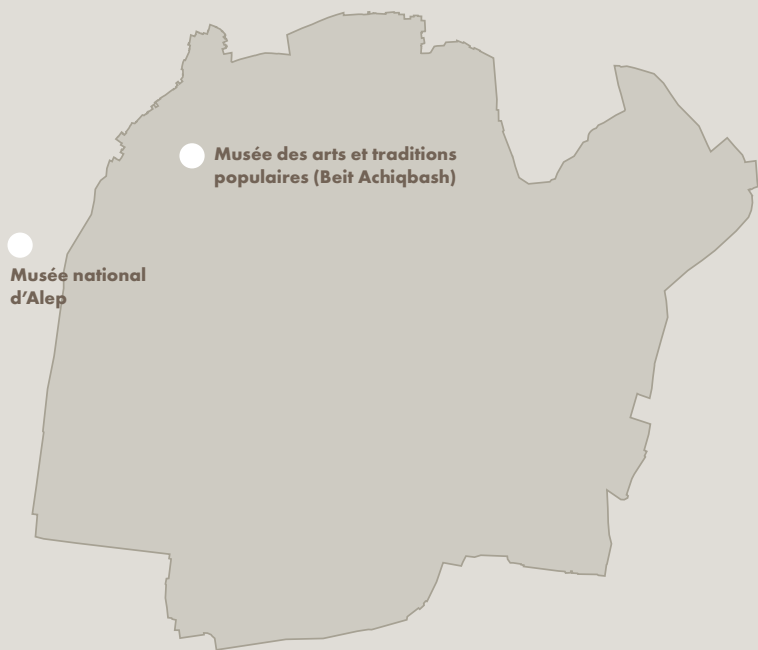 Musée des arts et traditions
populaires (Beit Achiqbash)
Musée national
d’Alep